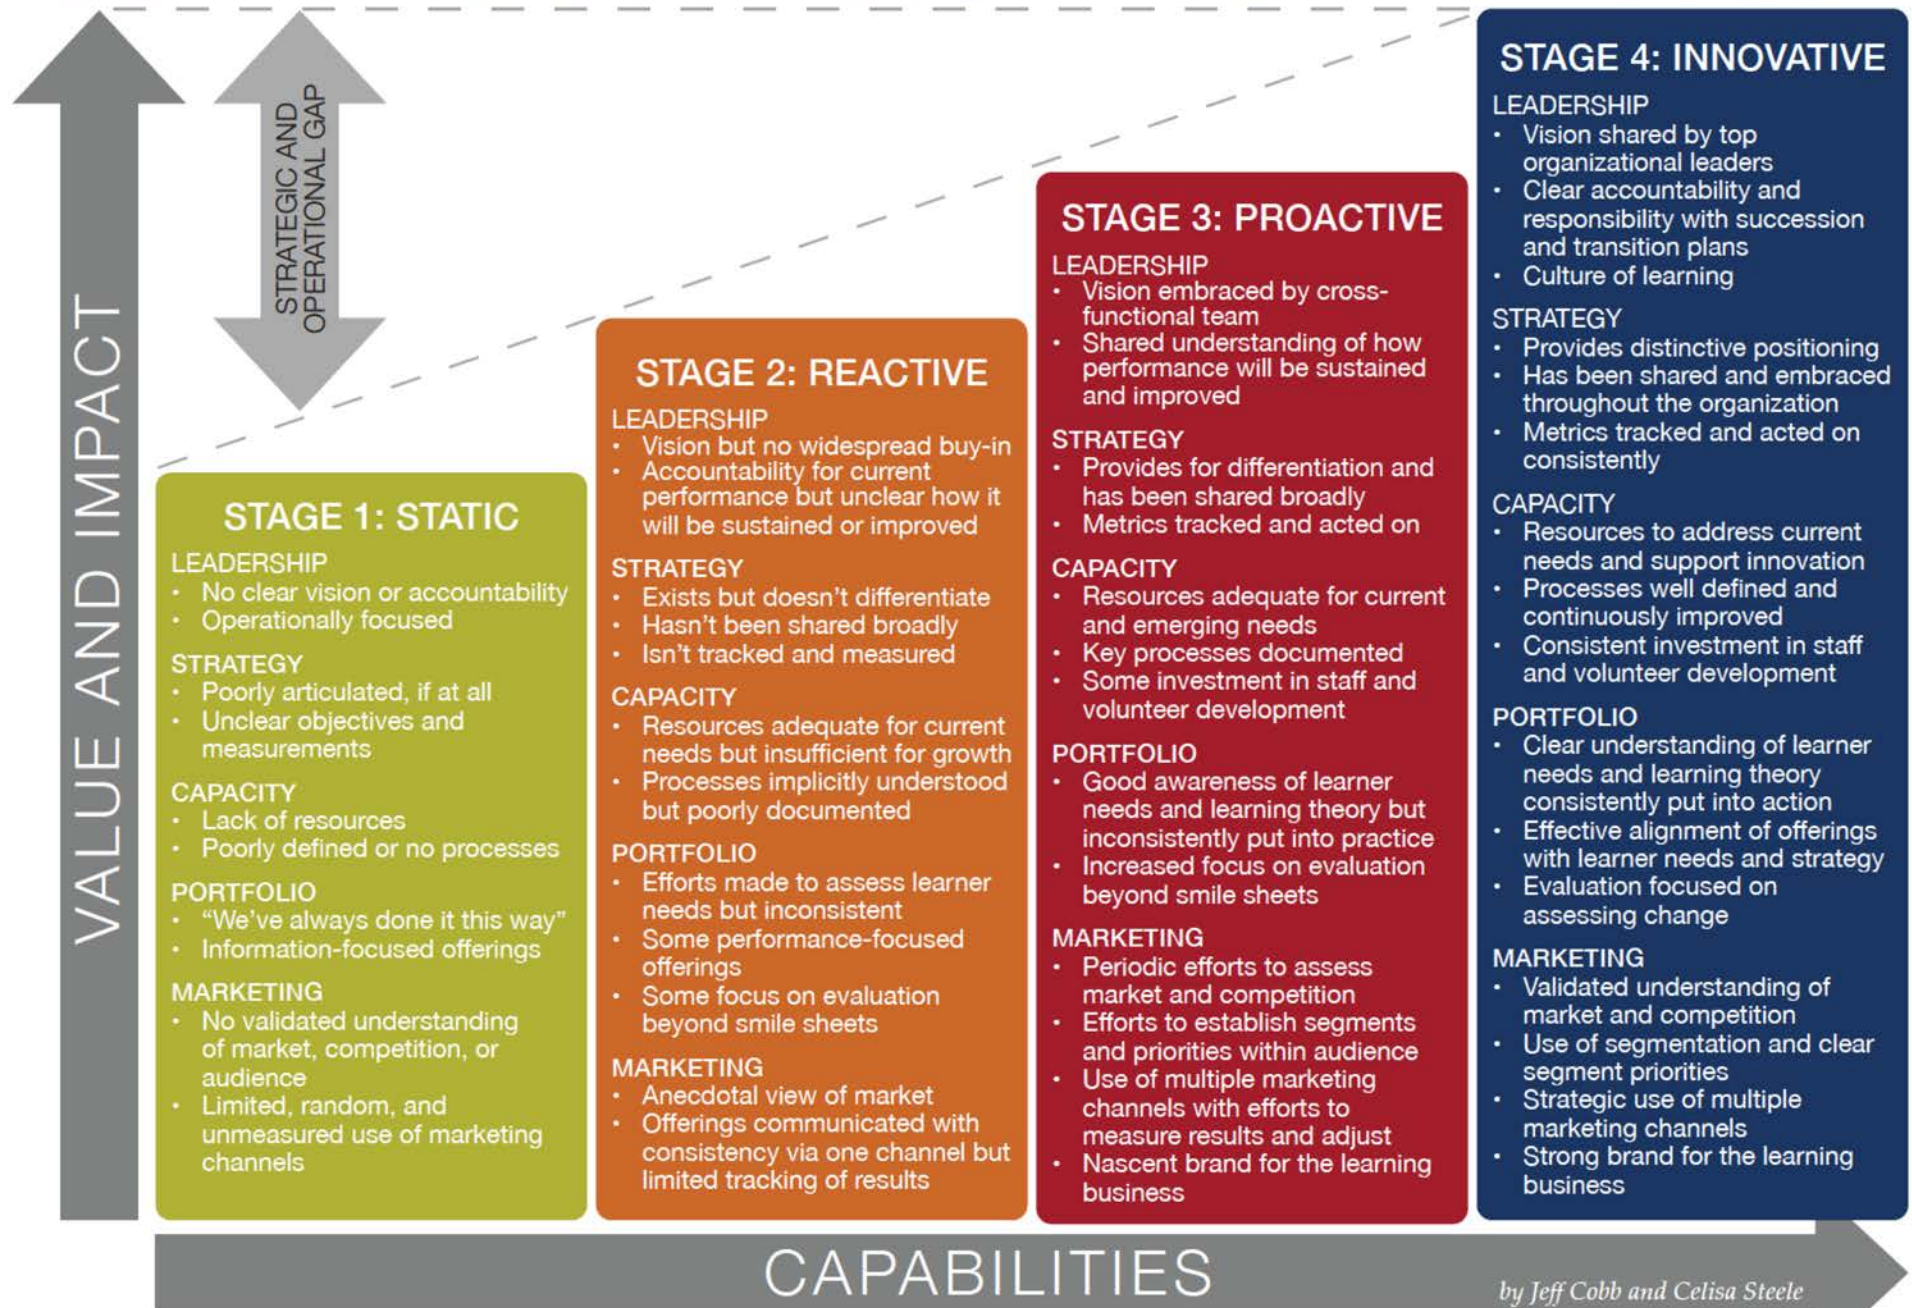 VALUE AND IMPACT
STRATEGIC AND
OPERATIONAL GAP
STAGE 1: STATIC
LEADERSHIP
• No clear vision or accountability
• Operationally focused
STRATEGY
• Poorly articulated, if at all
• Unclear objectives and
measurements
CAPACITY
• Lack of resources
• Poorly defined or no processes
PORTFOLIO
• “We’ve always done it this way”
• Information-focused offerings
MARKETING
• No validated understanding
of market, competition, or
audience
• Limited, random, and
unmeasured use of marketing
channels
STAGE 2: REACTIVE
LEADERSHIP
• Vision but no widespread buy-in
• Accountability for current
performance but unclear how it
will be sustained or improved
STRATEGY
• Exists but doesn’t differentiate
• Hasn’t been shared broadly
• Isn’t tracked and measured
CAPACITY
• Resources adequate for current
needs but insufficient for growth
• Processes implicitly understood
but poorly documented
PORTFOLIO
• Efforts made to assess learner
needs but inconsistent
• Some performance-focused
offerings
• Some focus on evaluation
beyond smile sheets
MARKETING
• Anecdotal view of market
• Offerings communicated with
consistency via one channel but
limited tracking of results
STAGE 3: PROACTIVE
LEADERSHIP
• Vision embraced by cross-
functional team
• Shared understanding of how
performance will be sustained
and improved
STRATEGY
• Provides for differentiation and
has been shared broadly
• Metrics tracked and acted on
CAPACITY
• Resources adequate for current
and emerging needs
• Key processes documented
• Some investment in staff and
volunteer development
PORTFOLIO
• Good awareness of learner
needs and learning theory but
inconsistently put into practice
• Increased focus on evaluation
beyond smile sheets
MARKETING
• Periodic efforts to assess
market and competition
• Efforts to establish segments
and priorities within audience
• Use of multiple marketing
channels with efforts to
measure results and adjust
• Nascent brand for the learning
business
STAGE 4: INNOVATIVE
LEADERSHIP
• Vision shared by top
organizational leaders
• Clear accountability and
responsibility with succession
and transition plans
• Culture of learning
STRATEGY
• Provides distinctive positioning
• Has been shared and embraced
throughout the organization
• Metrics tracked and acted on
consistently
CAPACITY
• Resources to address current
needs and support innovation
• Processes well defined and
continuously improved
• Consistent investment in staff
and volunteer development
PORTFOLIO
• Clear understanding of learner
needs and learning theory
consistently put into action
• Effective alignment of offerings
with learner needs and strategy
• Evaluation focused on
assessing change
MARKETING
• Validated understanding of
market and competition
• Use of segmentation and clear
segment priorities
• Strategic use of multiple
marketing channels
• Strong brand for the learning
business
CAPABILITIES
by Jeff Cobb and Celisa Steele